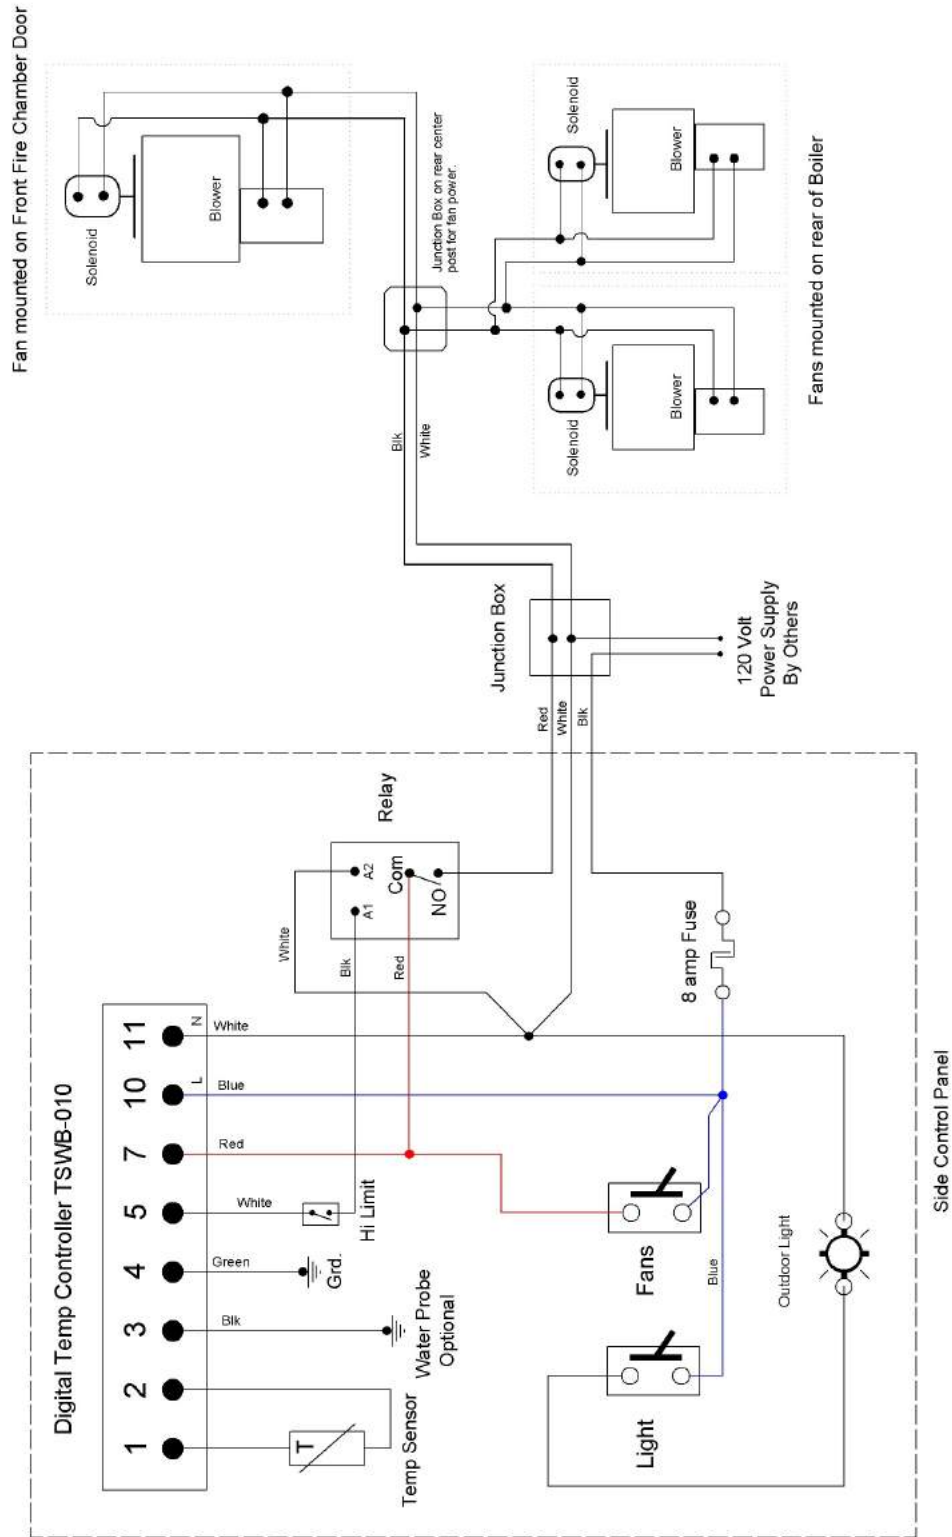 Digital Temp Controller TSWB-010
1
2
3
4
5
7
10
11
L
N
White
Blue
Red
White
Green
Blk
T
Temp Sensor
Water Probe
Optional
Grd.
Hi Limit
White
Blk
Red
A2
A1
Com
NO
Relay
8 amp Fuse
Fans
Blue
Light
Outdoor Light
Side Control Panel
Red
White
Blk
Junction Box
120 Volt
Power Supply
By Others
Blk
White
Junction Box on rear center
post for fan power.
Fan mounted on Front Fire Chamber Door
Solenoid
Blower
Solenoid
Blower
Solenoid
Blower
Fans mounted on rear of Boiler